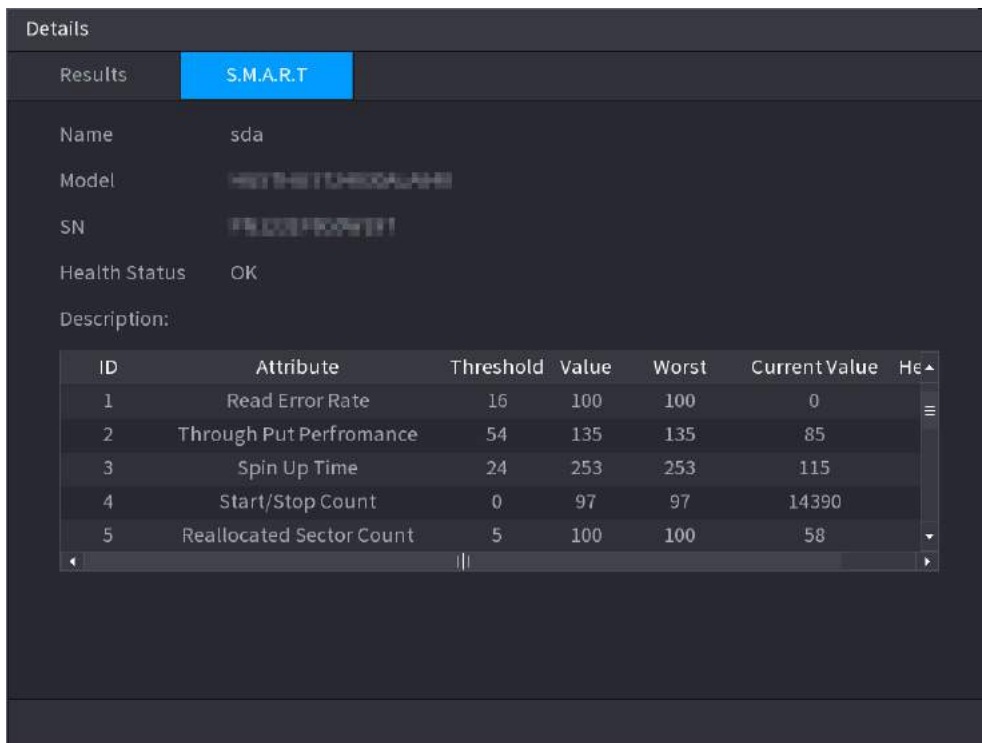 Details
Results S.M.A.R.T
Name sda
Model
SN
Health Status OK
Description:
ID Attribute Threshold Value Worst Current Value He
1 Read Error Rate 16 100 100 0
2 Through Put Perfromance 54 135 135 85
3 Spin Up Time 24 253 253 115
4 Start/Stop Count 0 97 97 14390
5 Reallocated Sector Count 5 100 100 58